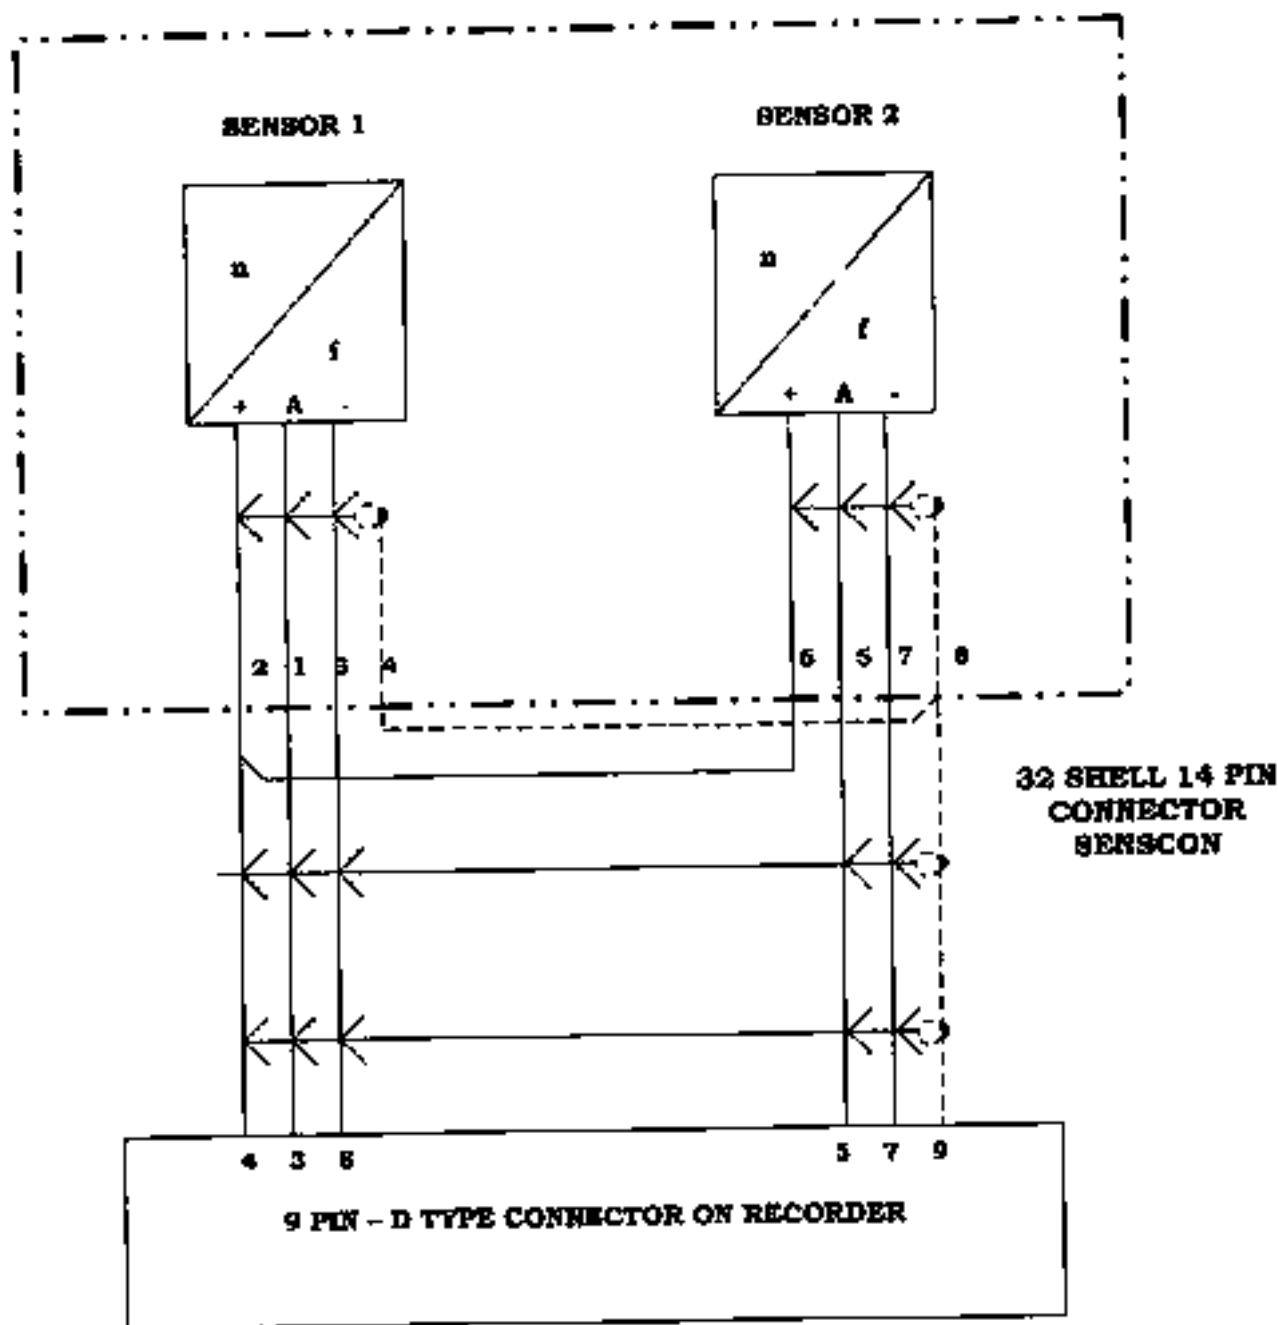 SENSOR 1
SENSOR 2
n
n
f
f
+ A -
+ A -
2 1 3 4
6 5 7 8
32 SHELL 14 PIN
CONNECTOR
SENSCON
4 3 8
5 7 9
9 PIN - D TYPE CONNECTOR ON RECORDER